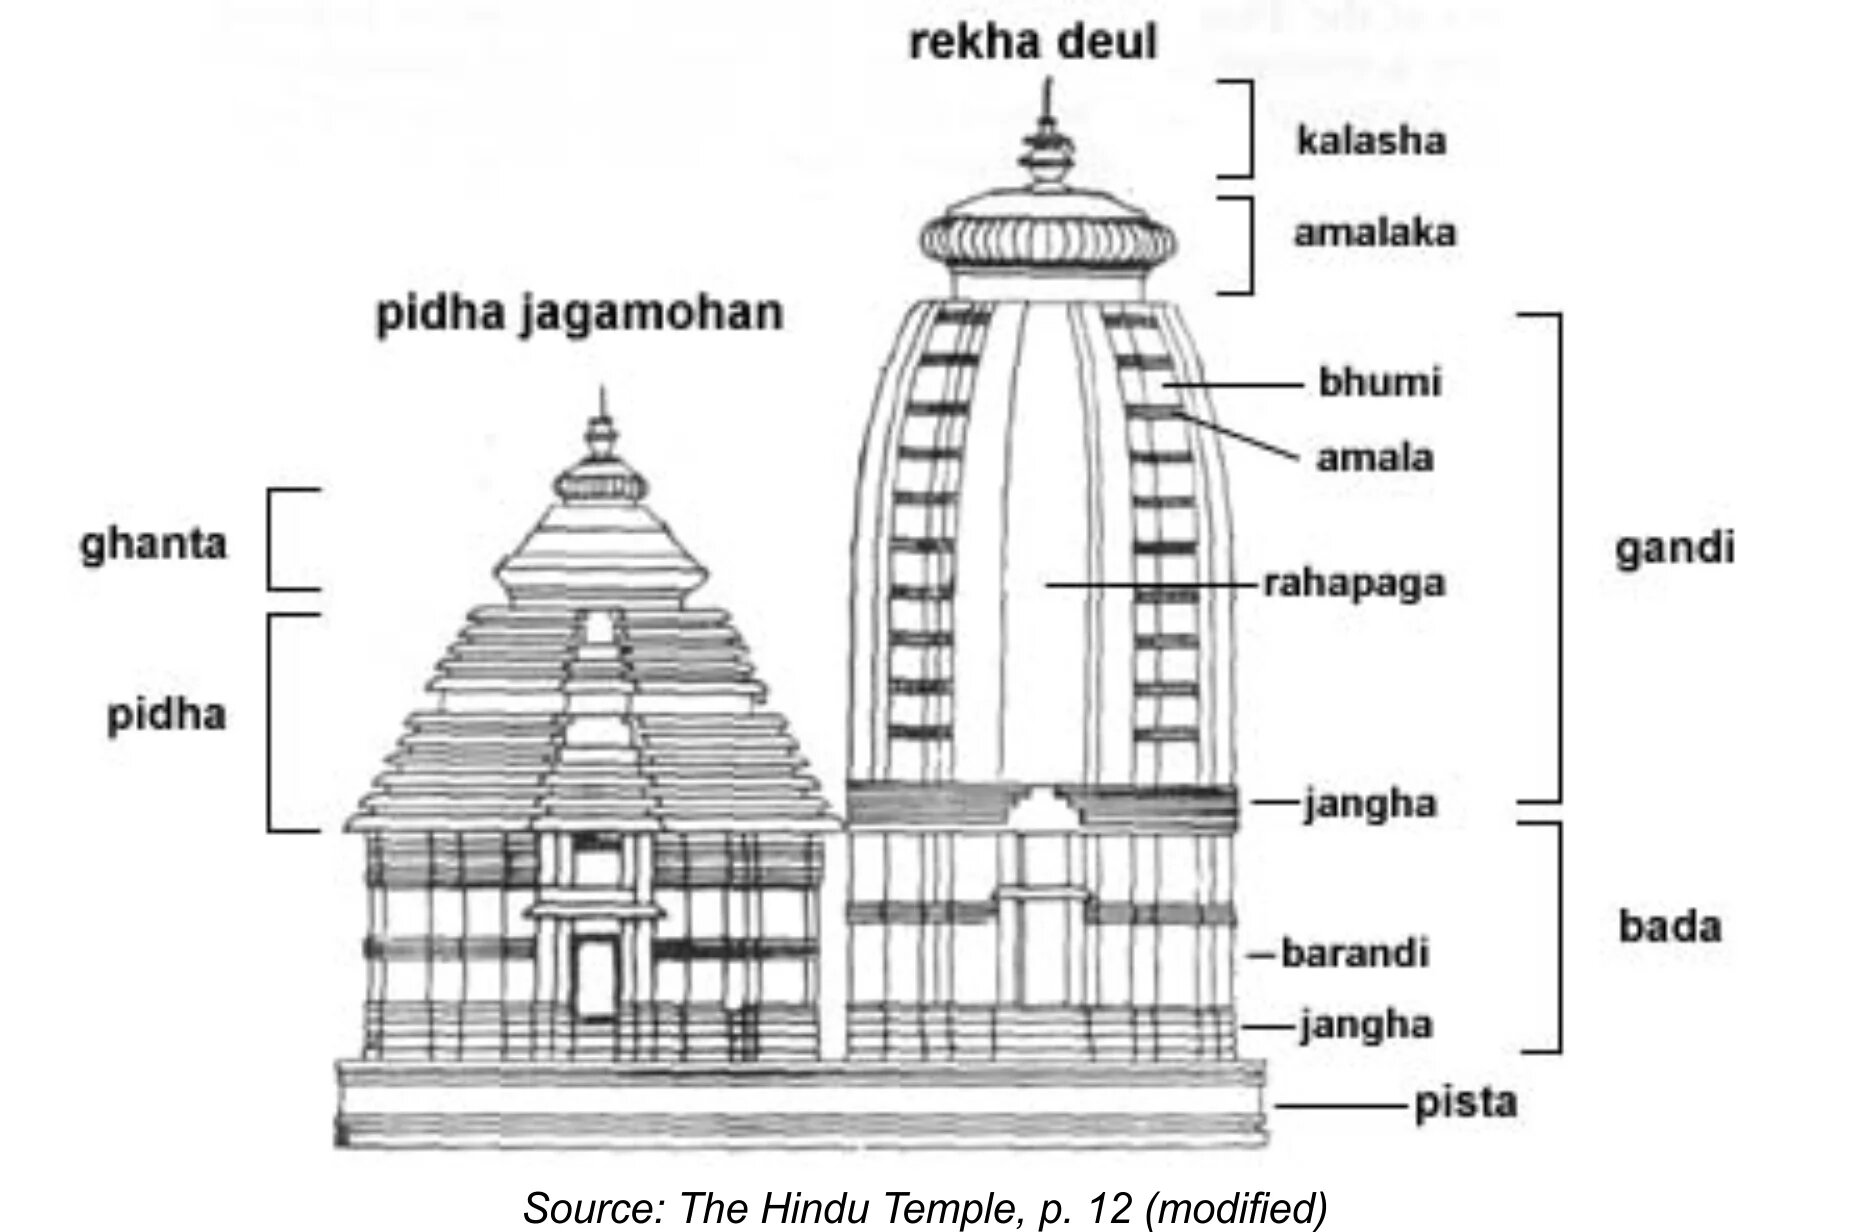 rekha deul
kalasha
amalaka
pidha jagamohan
bhumi
amala
ghanta
gandi
rahapaga
pidha
jangha
bada
barandi
jangha
pista
Source: The Hindu Temple, p. 12 (modified)